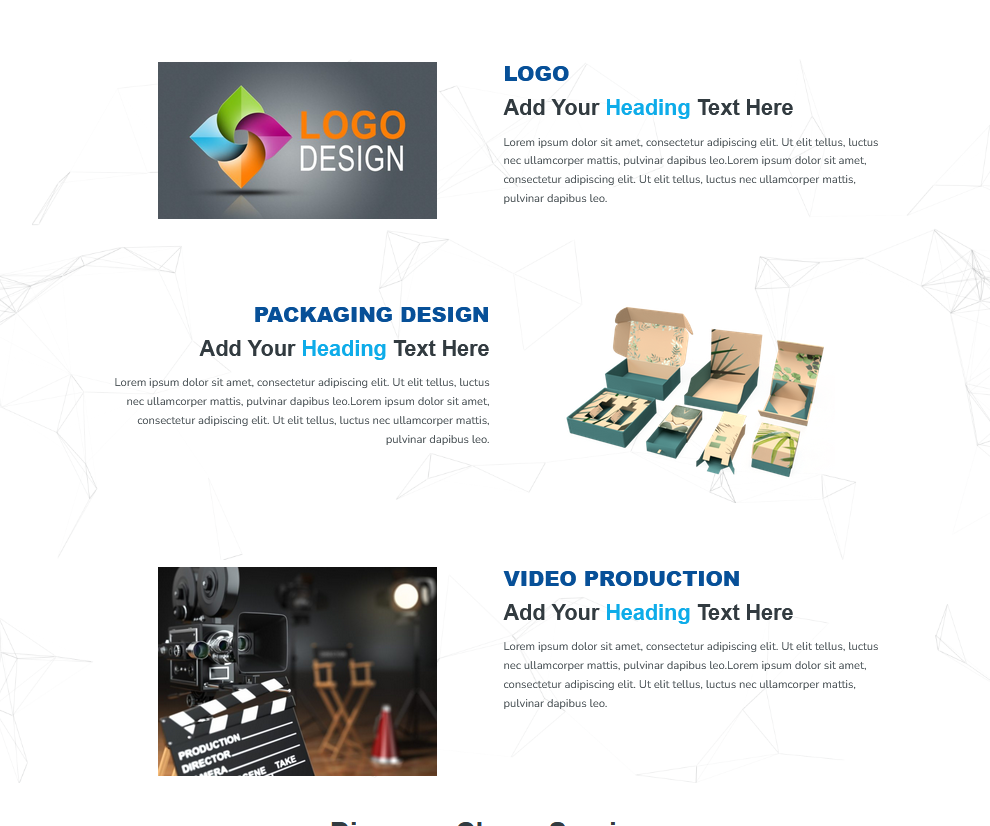 LOGO
DESIGN
LOGO
Add Your Heading Text Here
Lorem ipsum dolor sit amet, consectetur adipiscing elit. Ut elit tellus, luctus
nec ullamcorper mattis, pulvinar dapibus leo.Lorem ipsum dolor sit amet,
consectetur adipiscing elit. Ut elit tellus, luctus nec ullamcorper mattis,
pulvinar dapibus leo.
PACKAGING DESIGN
Add Your Heading Text Here
Lorem ipsum dolor sit amet, consectetur adipiscing elit. Ut elit tellus, luctus
nec ullamcorper mattis, pulvinar dapibus leo.Lorem ipsum dolor sit amet,
consectetur adipiscing elit. Ut elit tellus, luctus nec ullamcorper mattis,
pulvinar dapibus leo.
PRODUCTION
DIRECTOR
SCENE TAKE
VIDEO PRODUCTION
Add Your Heading Text Here
Lorem ipsum dolor sit amet, consectetur adipiscing elit. Ut elit tellus, luctus
nec ullamcorper mattis, pulvinar dapibus leo.Lorem ipsum dolor sit amet,
consectetur adipiscing elit. Ut elit tellus, luctus nec ullamcorper mattis,
pulvinar dapibus leo.